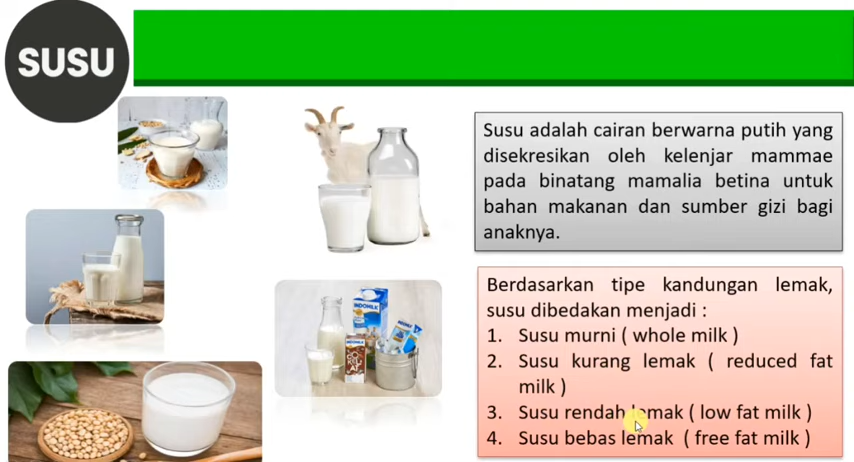 SUSU
Susu adalah cairan berwarna putih yang
disekresikan oleh kelenjar mammae
pada binatang mamalia betina untuk
bahan makanan dan sumber gizi bagi
anaknya.
Berdasarkan tipe kandungan lemak,
susu dibedakan menjadi :
1. Susu murni ( whole milk )
2. Susu kurang lemak ( reduced fat
milk )
3. Susu rendah lemak ( low fat milk )
4. Susu bebas lemak ( free fat milk )
INDOMILK